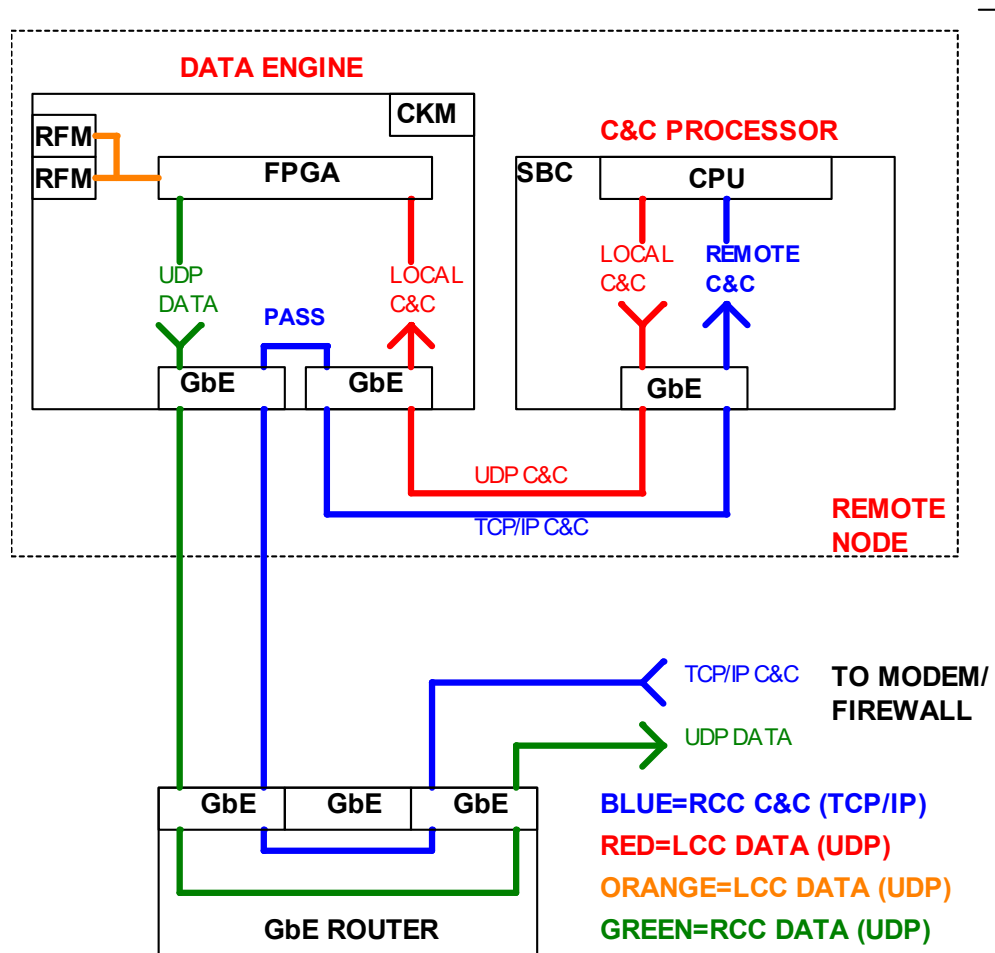 DATA ENGINE
CKM
RFM
RFM
FPGA
C&C PROCESSOR
SBC
CPU
UDP
DATA
LOCAL
C&C
LOCAL
C&C
REMOTE
C&C
PASS
GbE
GbE
GbE
UDP C&C
TCP/IP C&C
REMOTE
NODE
TCP/IP C&C
TO MODEM/
FIREWALL
UDP DATA
GbE
GbE
GbE
BLUE=RCC C&C (TCP/IP)
RED=LCC DATA (UDP)
ORANGE=LCC DATA (UDP)
GREEN=RCC DATA (UDP)
GbE ROUTER